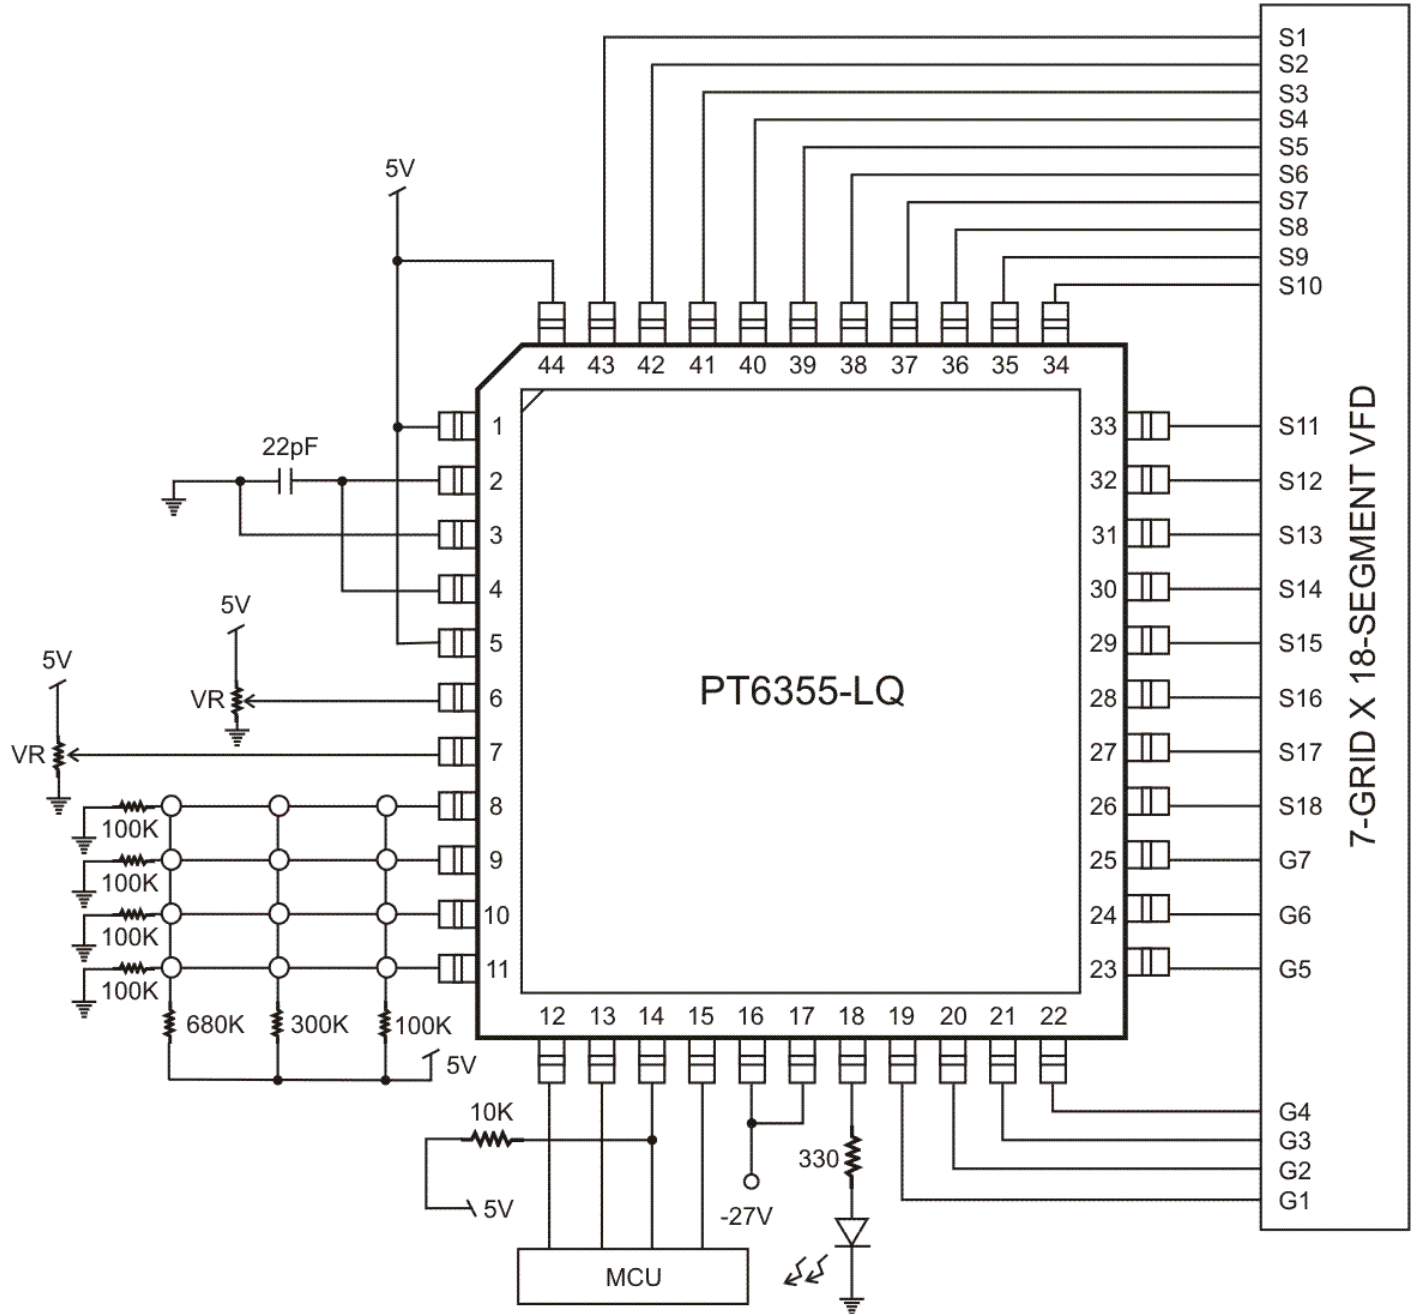 S1
S2
S3
S4
S5
S6
S7
S8
S9
S10
5V
44 43 42 41 40 39 38 37 36 35 34
1 33 S11
22pF
2 32 S12
3 31 S13
4 30 S14
5V
5 29 S15
5V
VR 6 28 S16
PT6355-LQ
VR 7 27 S17
8 26 S18
100K
9 25 G7
100K
10 24 G6
100K
11 23 G5
100K
7-GRID X 18-SEGMENT VFD
680K 300K 100K
12 13 14 15 16 17 18 19 20 21 22
5V
10K
G4
G3
G2
G1
330
5V
-27V
MCU